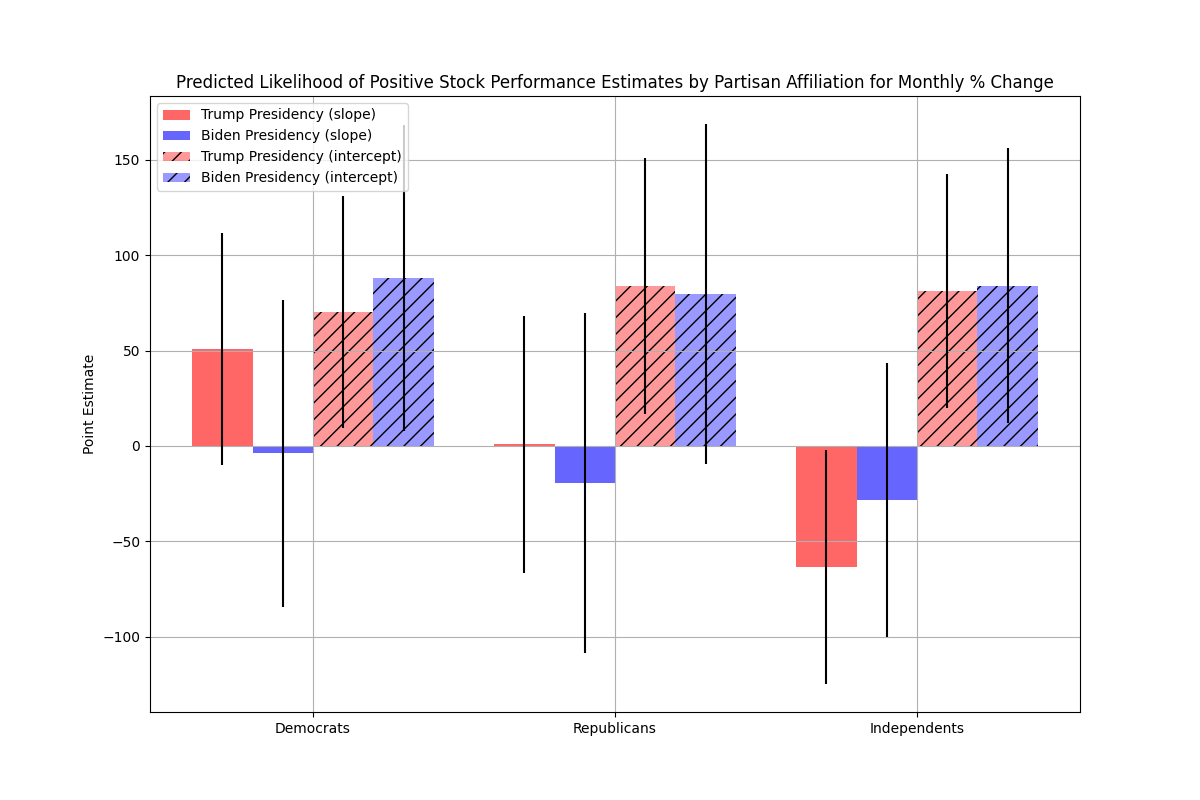 Predicted Likelihood of Positive Stock Performance Estimates by Partisan Affiliation for Monthly % Change
Trump Presidency (slope)
Biden Presidency (slope)
Trump Presidency (intercept)
Biden Presidency (intercept)
150
100
50
0
−50
−100
Point Estimate
Democrats
Republicans
Independents